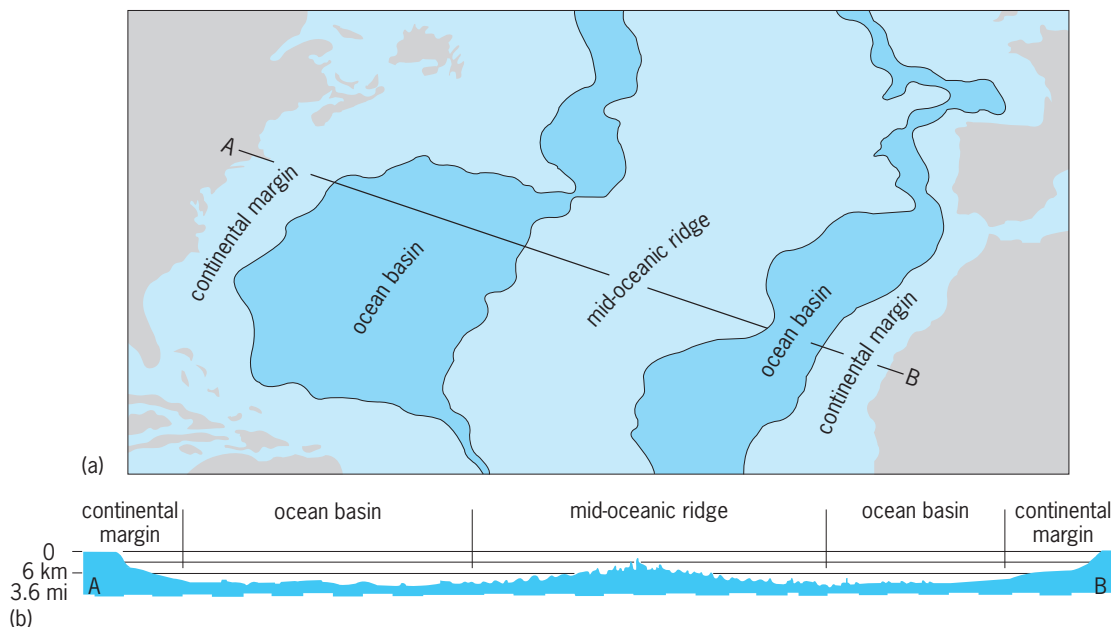 A
continental margin
ocean basin
mid-oceanic ridge
ocean basin
continental margin
B
(a)
continental
margin
ocean basin
mid-oceanic ridge
ocean basin
continental
margin
0
6 km
3.6 mi
A
B
(b)